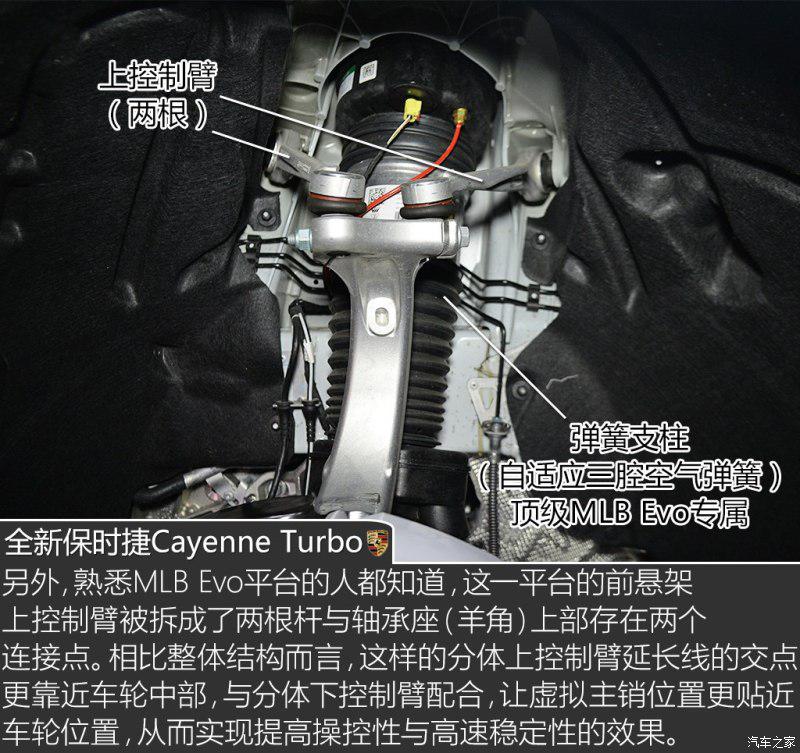 上控制臂
（两根）
弹簧支柱
（自适应三腔空气弹簧）
顶级MLB Evo专属
全新保时捷Cayenne Turbo
另外，熟悉MLB Evo平台的人都知道，这一平台的前悬架
上控制臂被拆成了两根杆与轴承座（羊角）上部存在两个
连接点。相比整体结构而言，这样的分体上控制臂延长线的交点
更靠近车轮中部，与分体下控制臂配合，让虚拟主销位置更贴近
车轮位置，从而实现提高操控性与高速稳定性的效果。
汽车之家